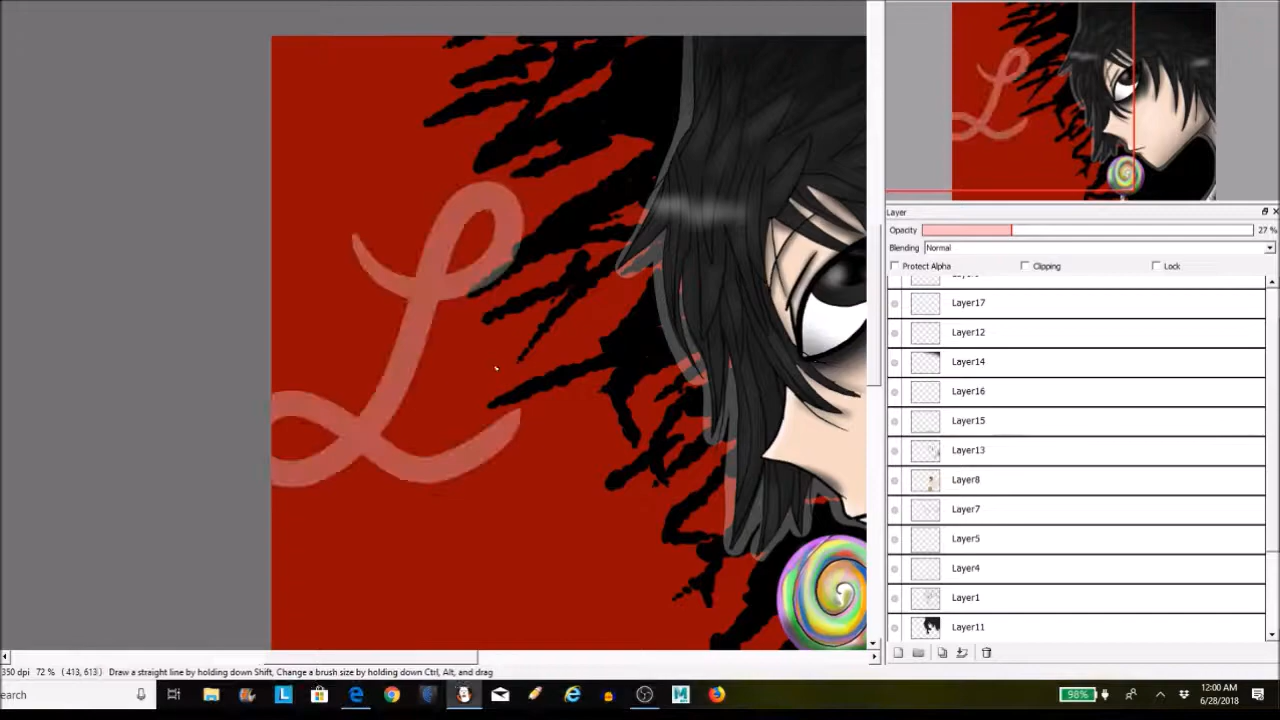 L
Layer
Opacity 27 %
Blending Normal
Protect Alpha Clipping Lock
Layer17
Layer12
Layer14
Layer16
Layer15
Layer13
Layer8
Layer7
Layer5
Layer4
Layer1
Layer11
350 dpi 72 % (413, 613) Draw a straight line by holding down Shift, Change a brush size by holding down Ctrl, Alt, and drag
earch
L
M
98%
12:00 AM
6/28/2018